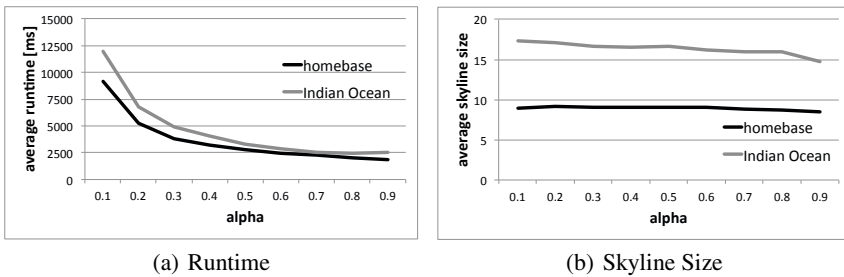 15000
12500
10000
7500
5000
2500
0
average runtime [ms]
homebase
Indian Ocean
0.1 0.2 0.3 0.4 0.5 0.6 0.7 0.8 0.9
alpha
(a) Runtime
20
15
10
5
0
average skyline size
homebase
Indian Ocean
0.1 0.2 0.3 0.4 0.5 0.6 0.7 0.8 0.9
alpha
(b) Skyline Size